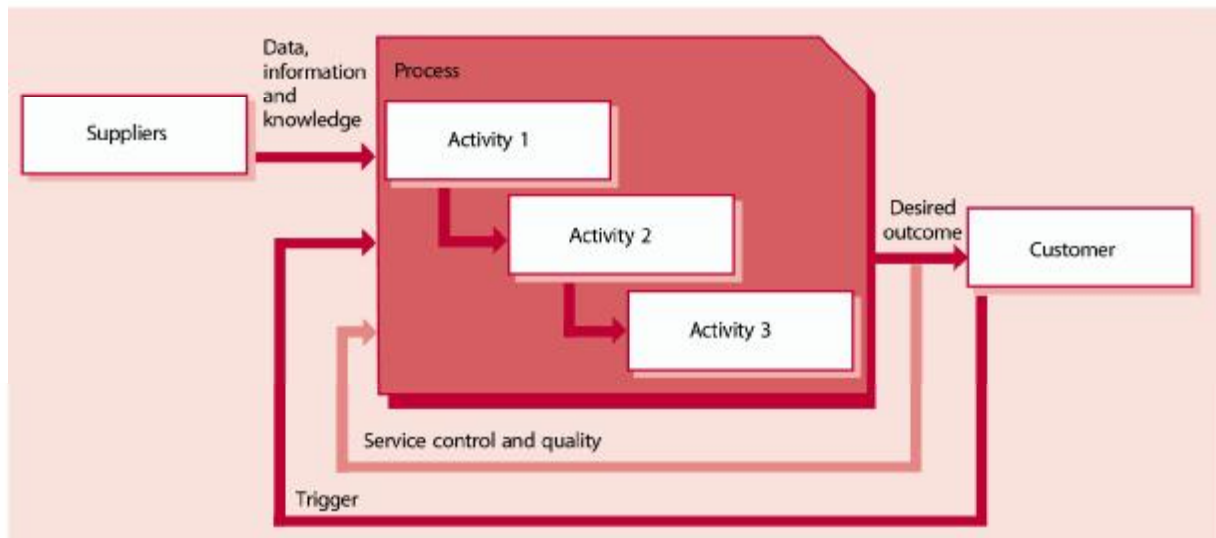 Data,
information
and
knowledge
Suppliers
Process
Activity 1
Activity 2
Activity 3
Desired
outcome
Customer
Service control and quality
Trigger